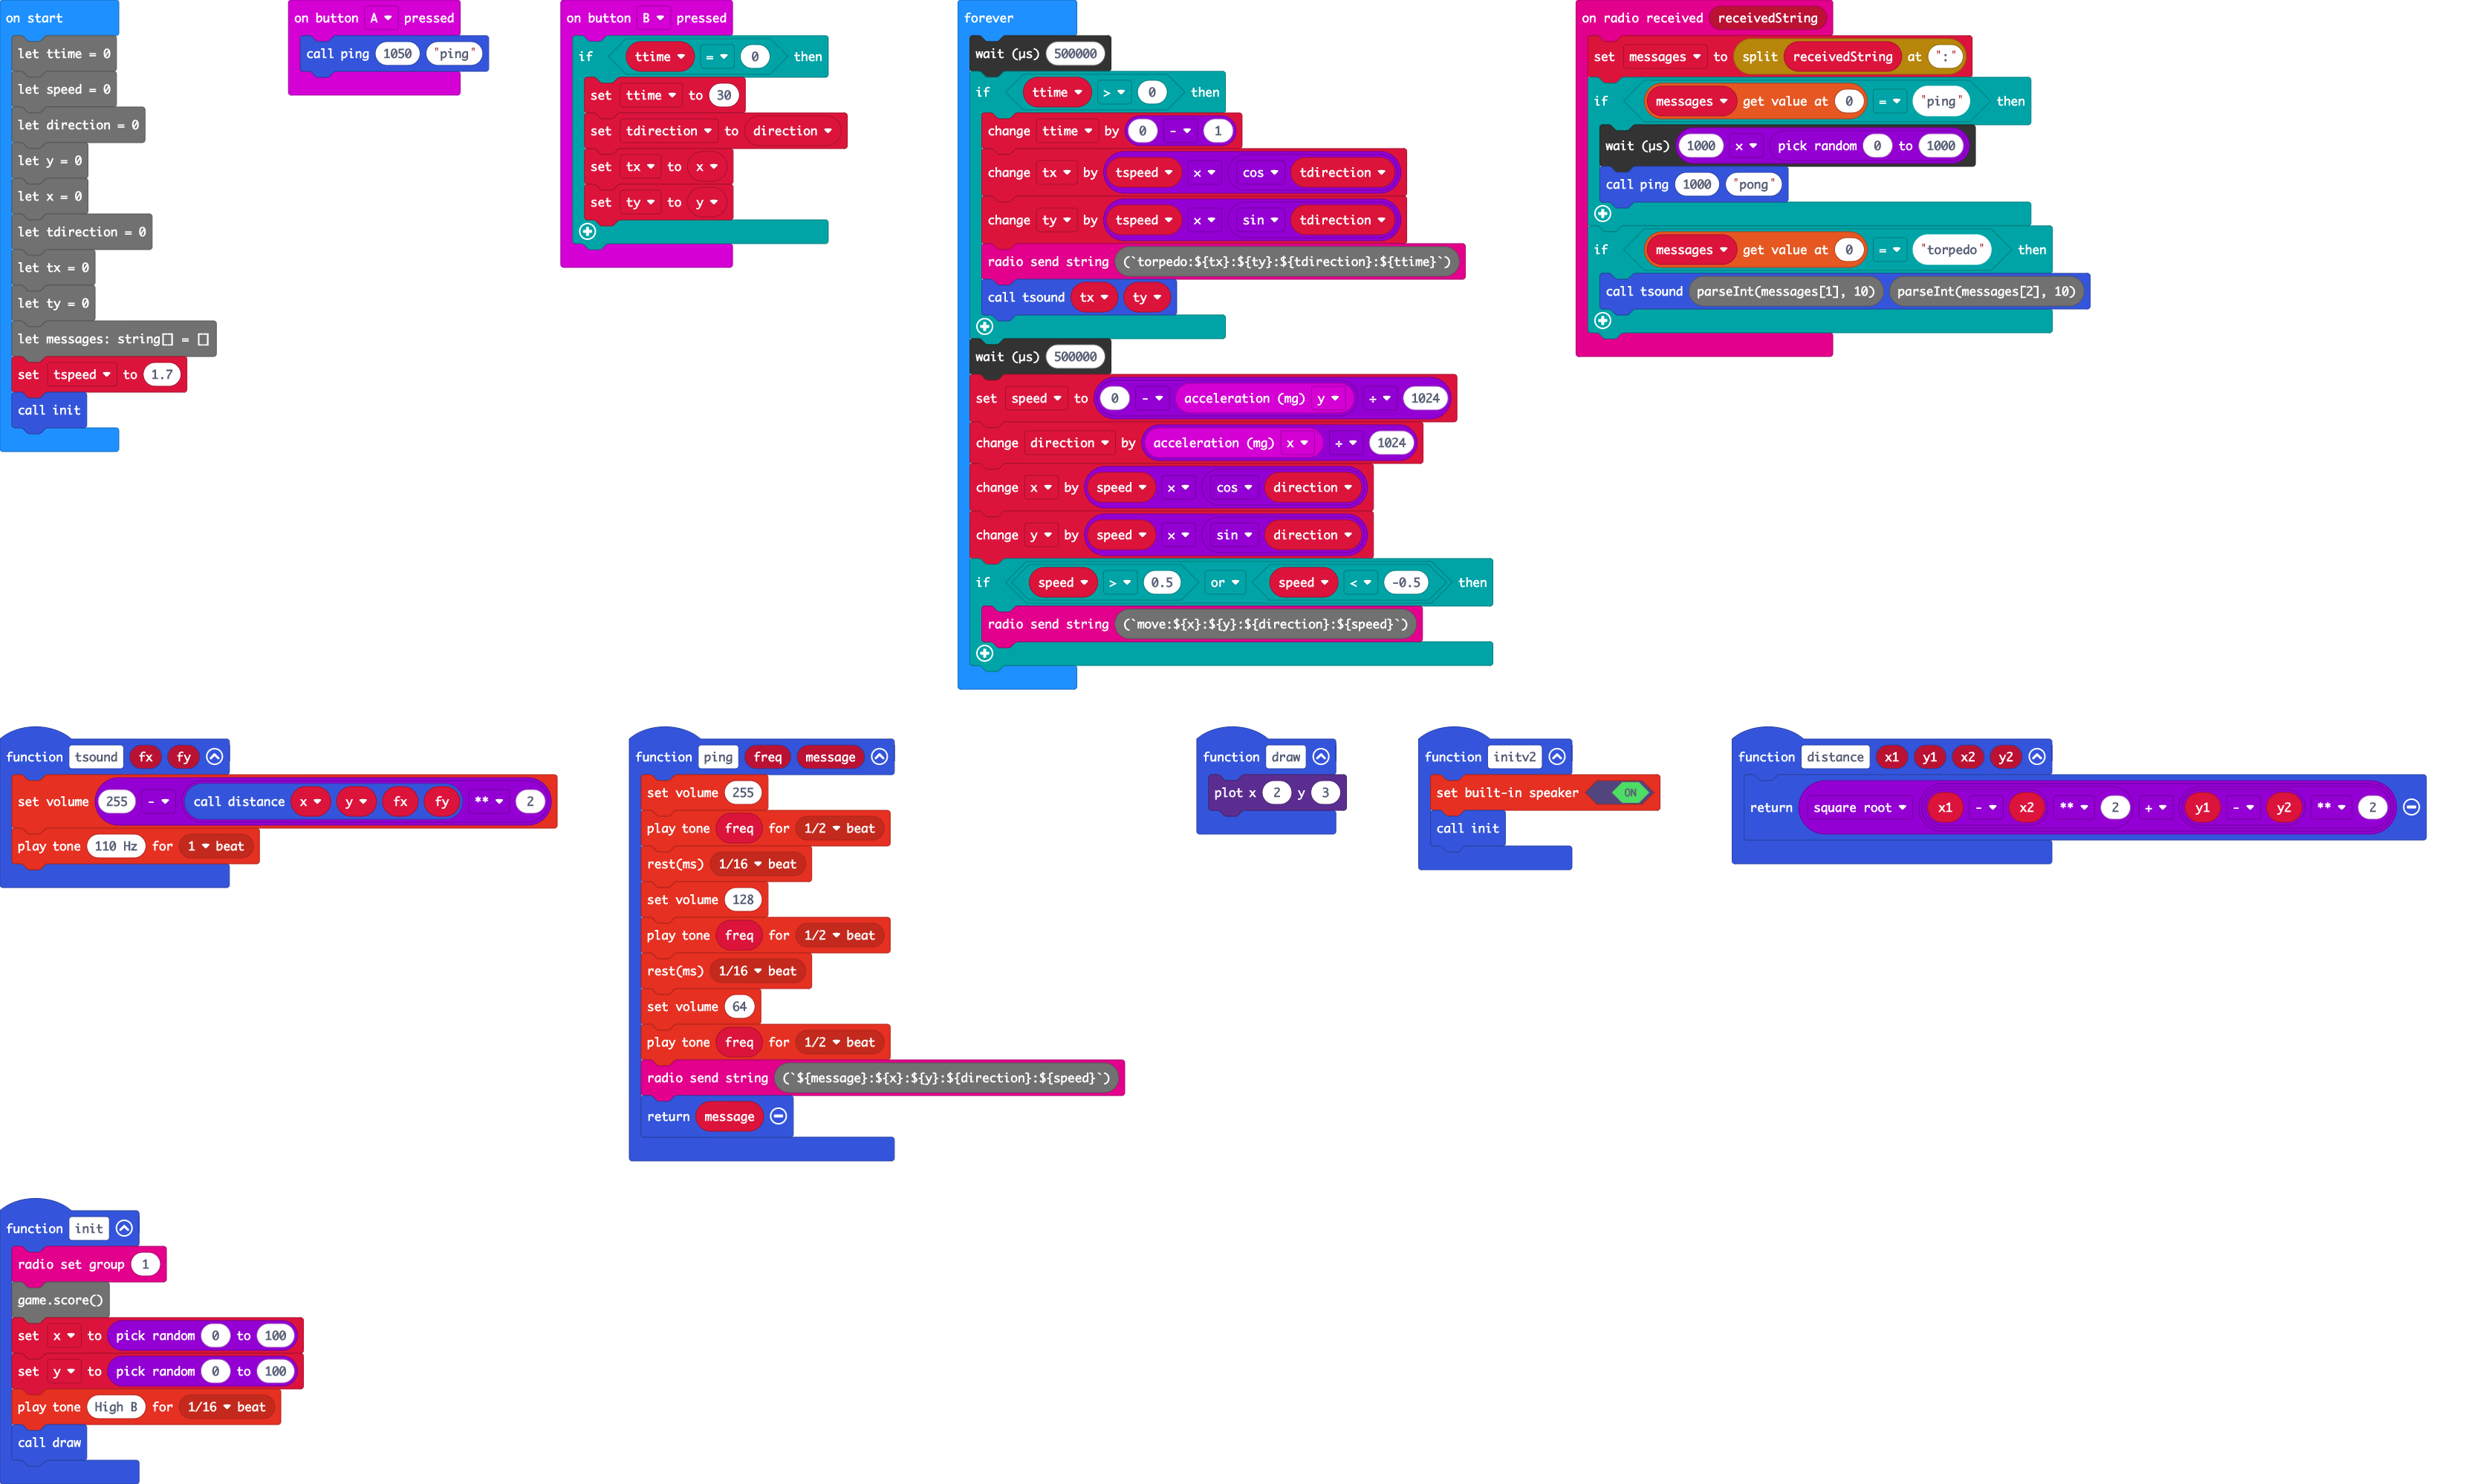 on start
let ttime = 0
let speed = 0
let direction = 0
let y = 0
let x = 0
let tdirection = 0
let tx = 0
let ty = 0
let messages: string[] = []
set tspeed to 1.7
call init
on button A pressed
call ping 1050 "ping"
on button B pressed
if ttime = 0 then
set ttime to 30
set tdirection to direction
set tx to x
set ty to y
forever
wait (µs) 500000
if ttime > 0 then
change ttime by 0 - 1
change tx by tspeed × cos tdirection
change ty by tspeed × sin tdirection
radio send string (`torpedo:${tx}:${ty}:${tdirection}:${ttime}`)
call tsound tx ty
wait (µs) 500000
set speed to 0 - acceleration (mg) y ÷ 1024
change direction by acceleration (mg) x ÷ 1024
change x by speed × cos direction
change y by speed × sin direction
if speed > 0.5 or speed < -0.5 then
radio send string (`move:${x}:${y}:${direction}:${speed}`)
on radio received receivedString
set messages to split receivedString at ":"
if messages get value at 0 = "ping" then
wait (µs) 1000 × pick random 0 to 1000
call ping 1000 "pong"
if messages get value at 0 = "torpedo" then
call tsound parseInt(messages[1], 10) parseInt(messages[2], 10)
function tsound fx fy
set volume 255 - call distance x y fx fy ** 2
play tone 110 Hz for 1 beat
function ping freq message
set volume 255
play tone freq for 1/2 beat
rest(ms) 1/16 beat
set volume 128
play tone freq for 1/2 beat
rest(ms) 1/16 beat
set volume 64
play tone freq for 1/2 beat
radio send string (`${message}:${x}:${y}:${direction}:${speed}`)
return message
function draw
plot x 2 y 3
function initv2
set built-in speaker ON
call init
function distance x1 y1 x2 y2
return square root x1 - x2 ** 2 + y1 - y2 ** 2
function init
radio set group 1
game.score()
set x to pick random 0 to 100
set y to pick random 0 to 100
play tone High B for 1/16 beat
call draw